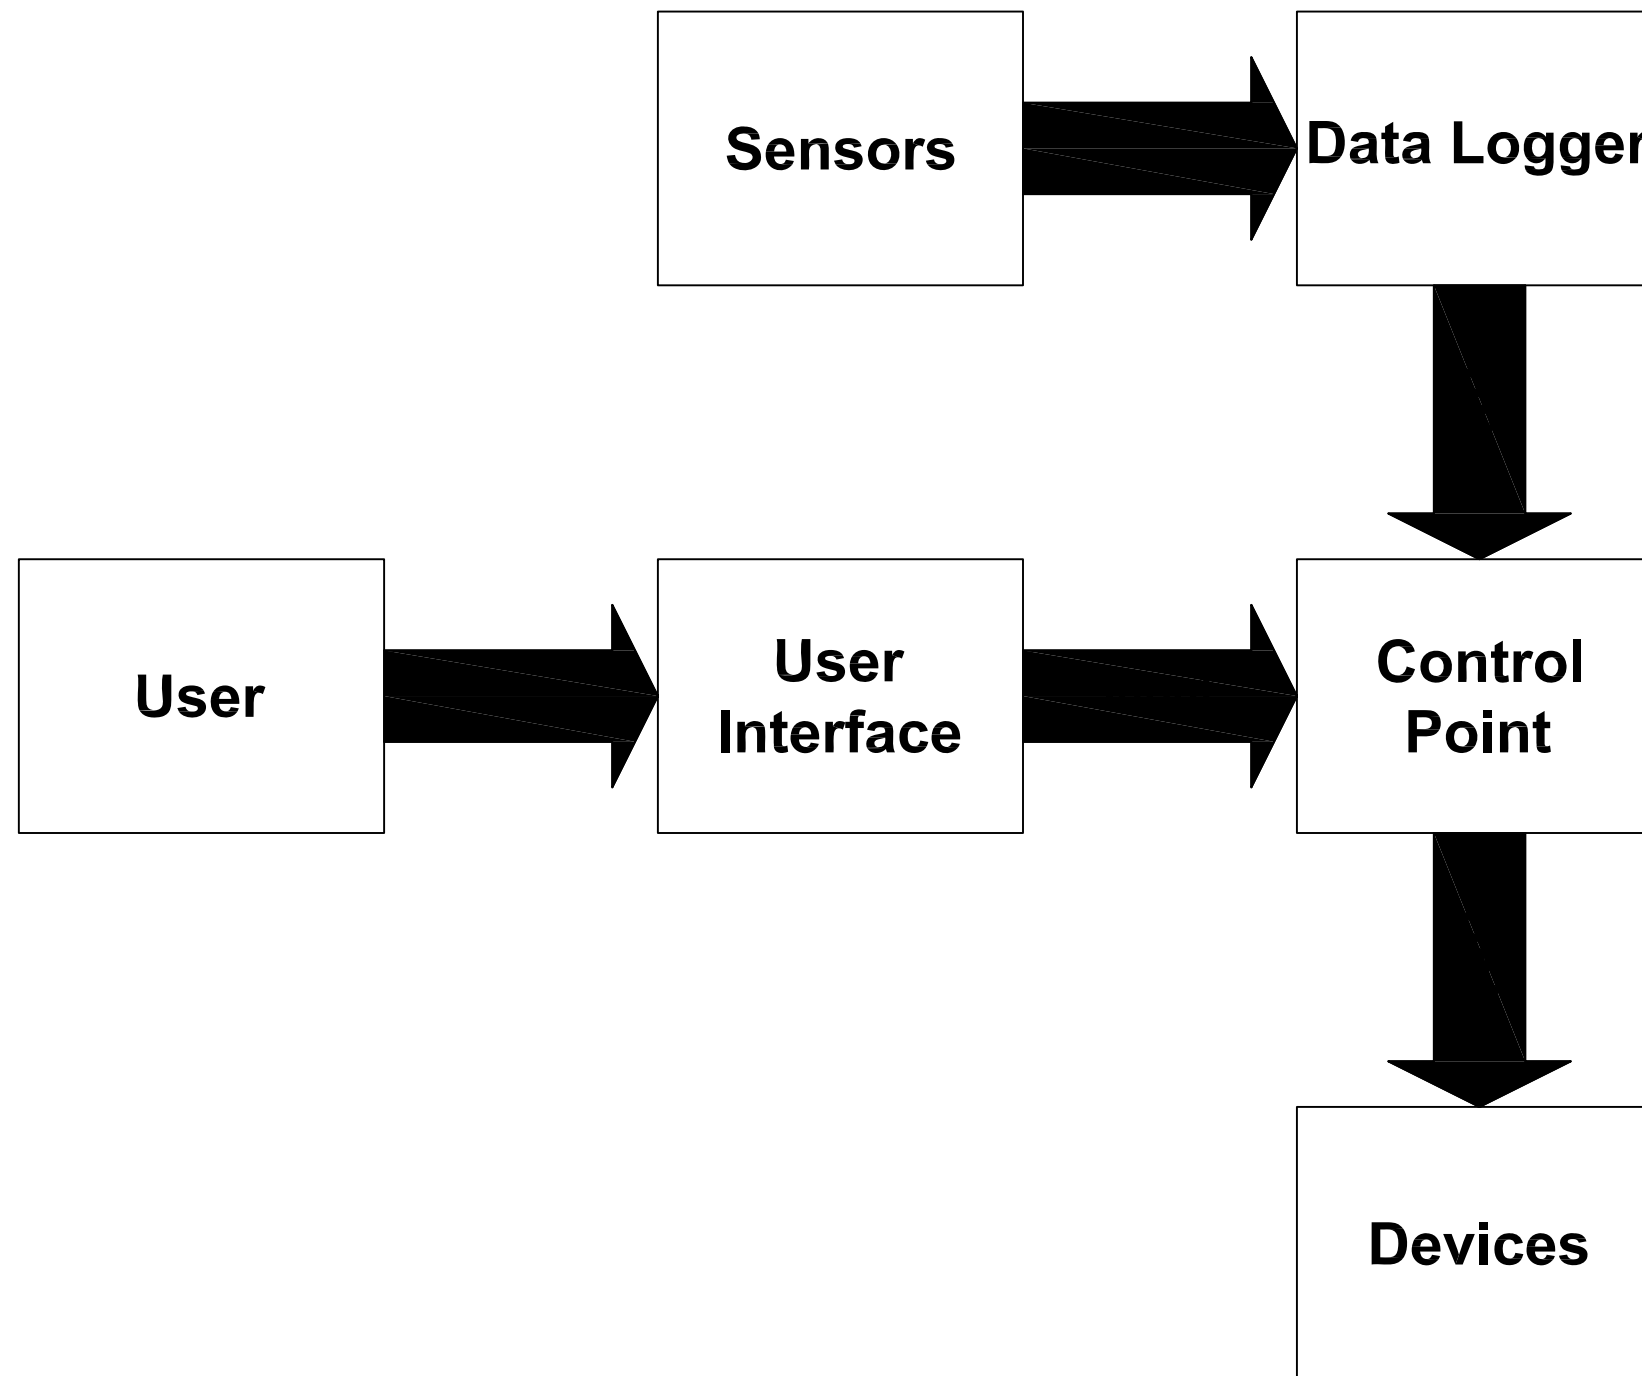 Sensors
Data Logger
User
User
Interface
Control
Point
Devices